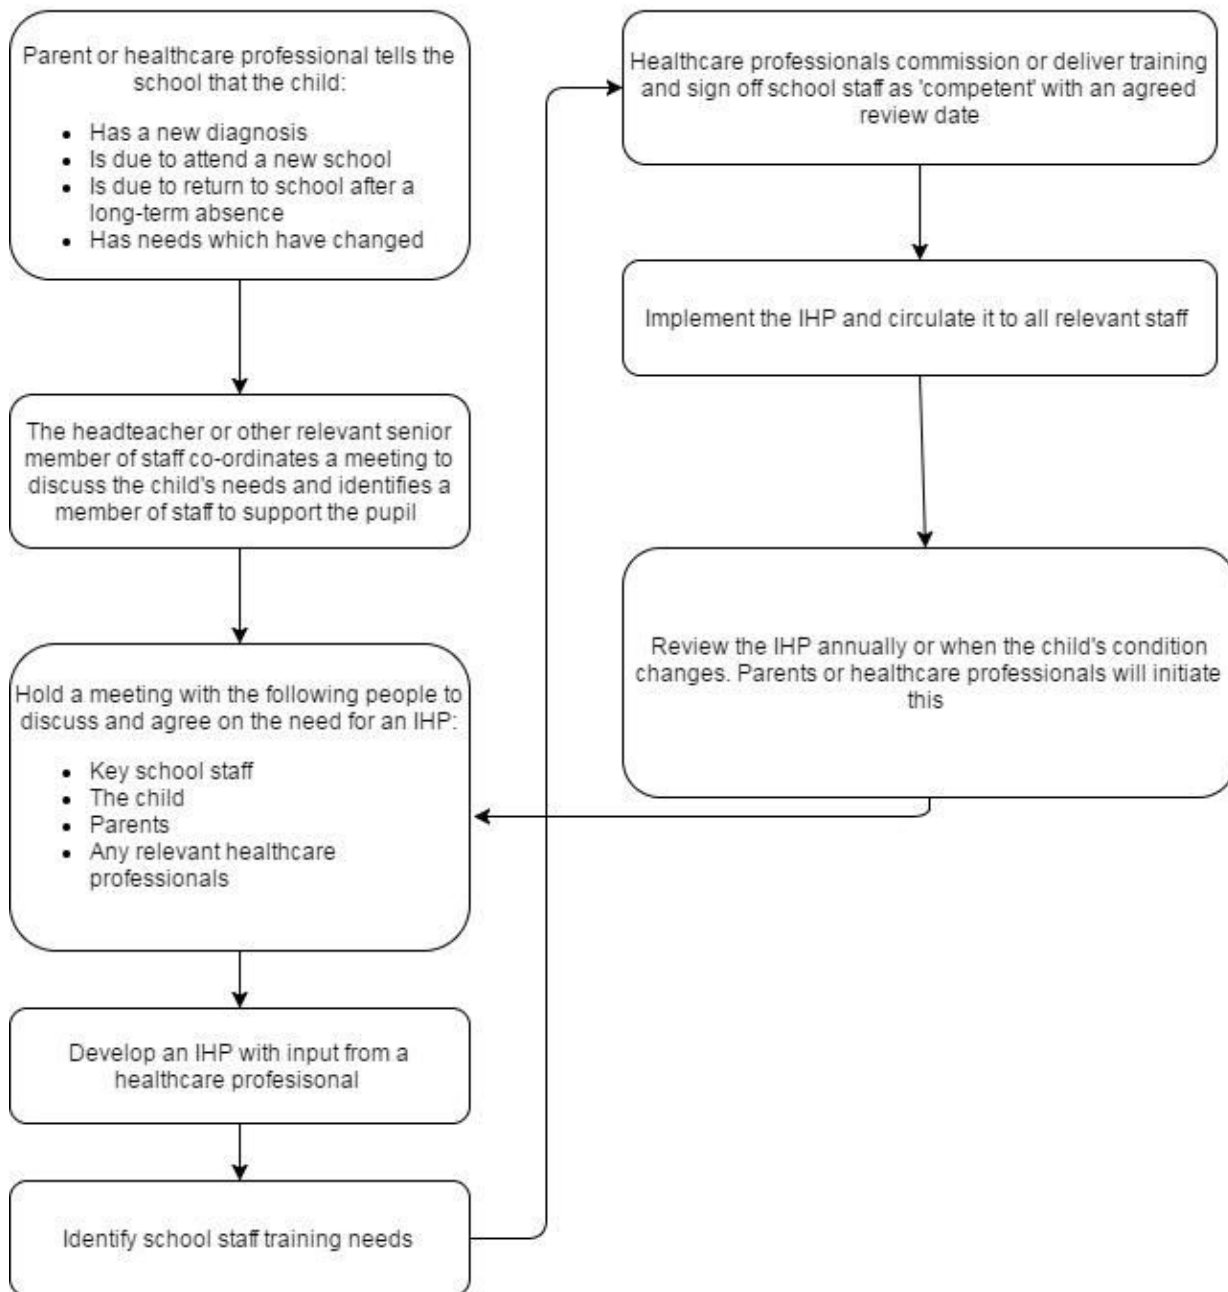 Parent or healthcare professional tells the
school that the child:
• Has a new diagnosis
• Is due to attend a new school
• Is due to return to school after a
long-term absence
• Has needs which have changed
The headteacher or other relevant senior
member of staff co-ordinates a meeting to
discuss the child's needs and identifies a
member of staff to support the pupil
Hold a meeting with the following people to
discuss and agree on the need for an IHP:
• Key school staff
• The child
• Parents
• Any relevant healthcare
professionals
Develop an IHP with input from a
healthcare profesisonal
Identify school staff training needs
Healthcare professionals commission or deliver training
and sign off school staff as 'competent' with an agreed
review date
Implement the IHP and circulate it to all relevant staff
Review the IHP annually or when the child's condition
changes. Parents or healthcare professionals will initiate
this